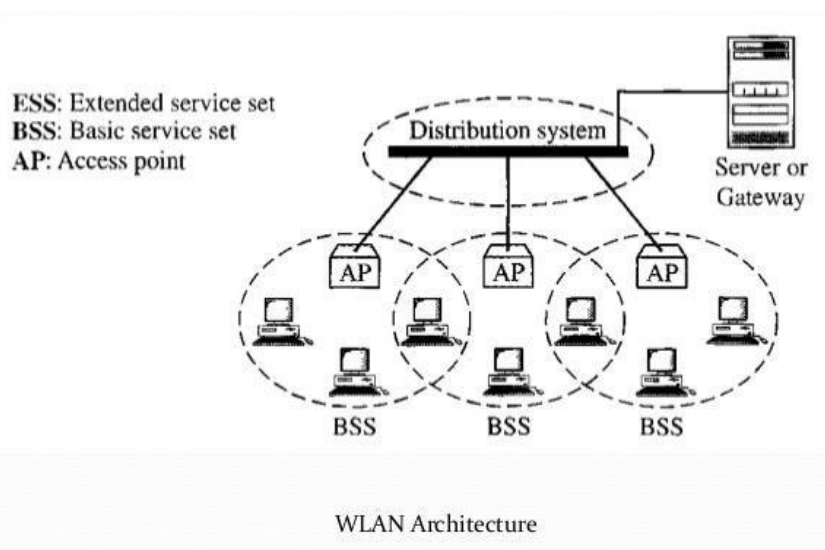 ESS: Extended service set
BSS: Basic service set
AP: Access point
Distribution system
Server or
Gateway
AP
AP
AP
BSS
BSS
BSS
WLAN Architecture